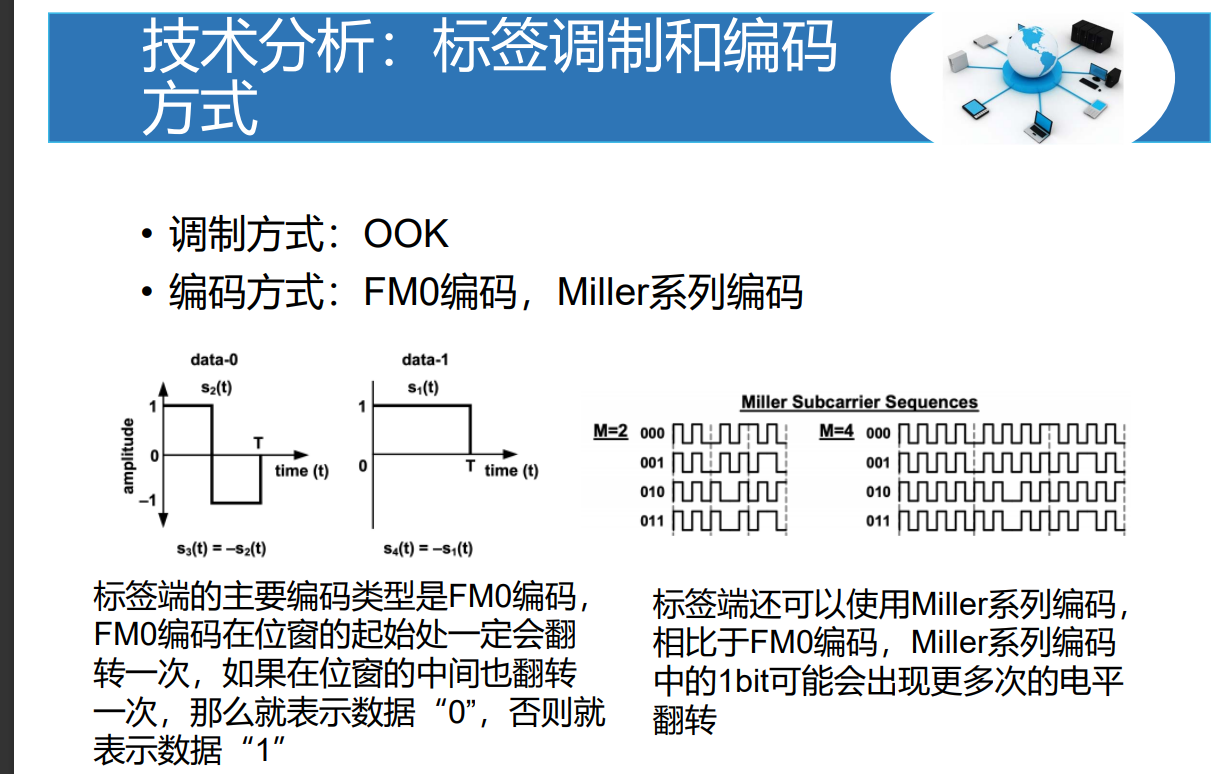 技术分析：标签调制和编码
方式
• 调制方式：OOK
• 编码方式：FM0编码，Miller系列编码
data-0
s₂(t)
amplitude
1
0
–1
T
time (t)
s₃(t) = –s₂(t)
data-1
s₁(t)
1
0
T
time (t)
s₄(t) = –s₁(t)
Miller Subcarrier Sequences
M=2
000
001
010
011
M=4
000
001
010
011
标签端的主要编码类型是FM0编码，
FM0编码在位窗的起始处一定会翻
转一次，如果在位窗的中间也翻转
一次，那么就表示数据“0”，否则就
表示数据“1”
标签端还可以使用Miller系列编码，
相比于FM0编码，Miller系列编码
中的1bit可能会出现更多次的电平
翻转